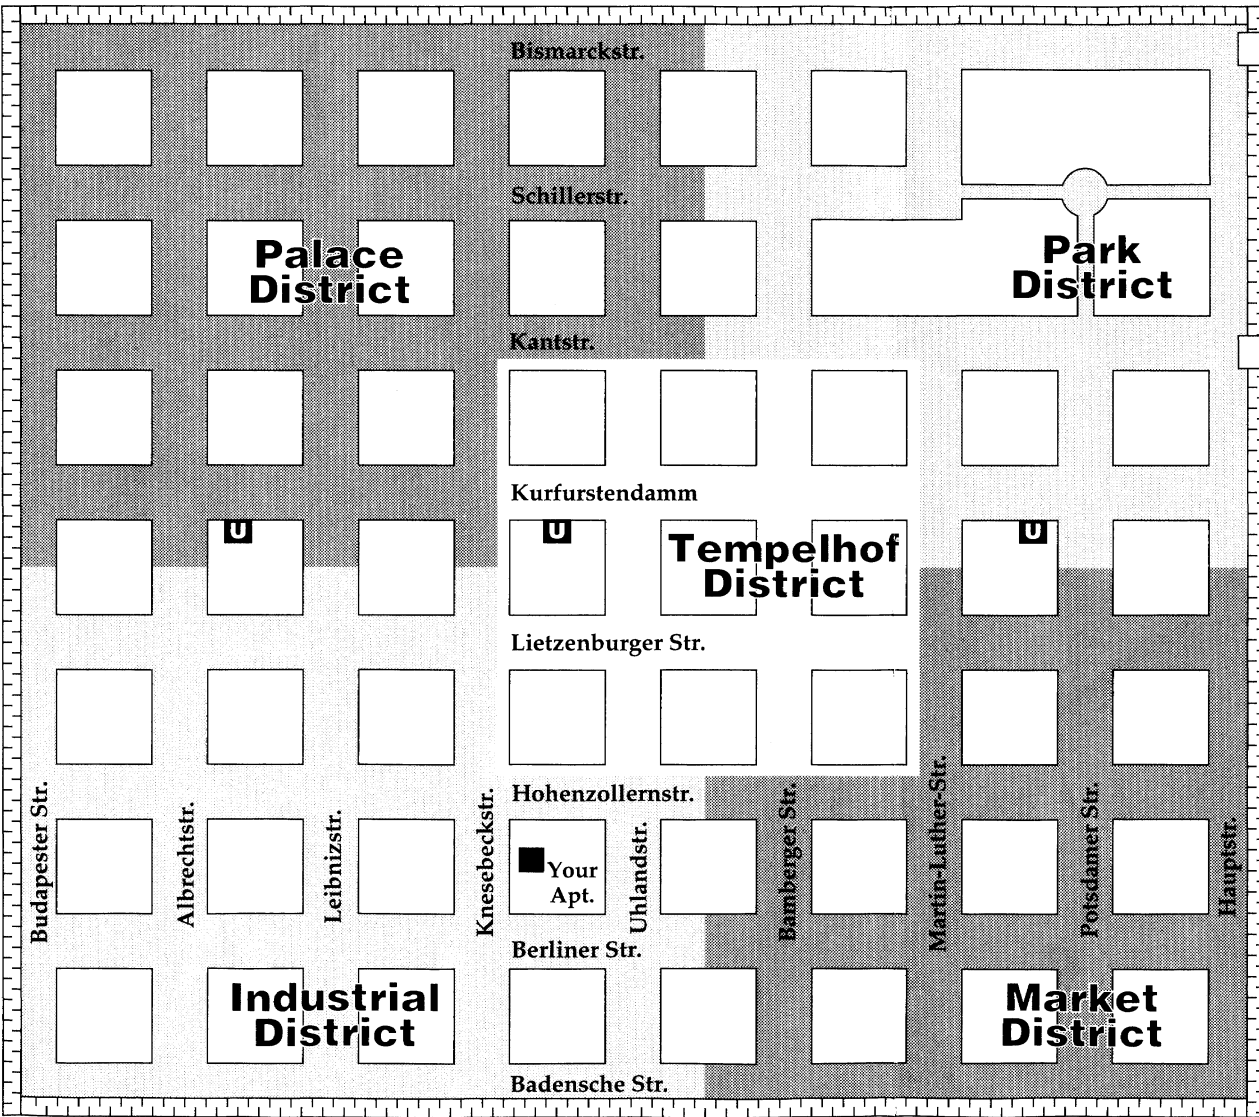 Bismarckstr.
Schillerstr.
Palace
District
Park
District
Kantstr.
Kurfurstendamm
U
U
U
Tempelhof
District
Lietzenburger Str.
Budapester Str.
Albrechtstr.
Leibnizstr.
Knesebeckstr.
Hohenzollernstr.
Uhlandstr.
Bamberger Str.
Martin-Luther-Str.
Potsdamer Str.
Hauptstr.
Your
Apt.
Berliner Str.
Industrial
District
Market
District
Badensche Str.